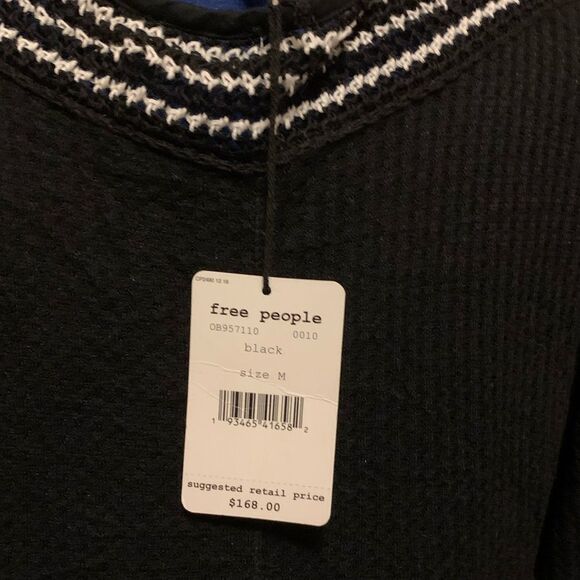 free people
OB957110 0010
black
size M
1 93465 41658 2
suggested retail price
$168.00